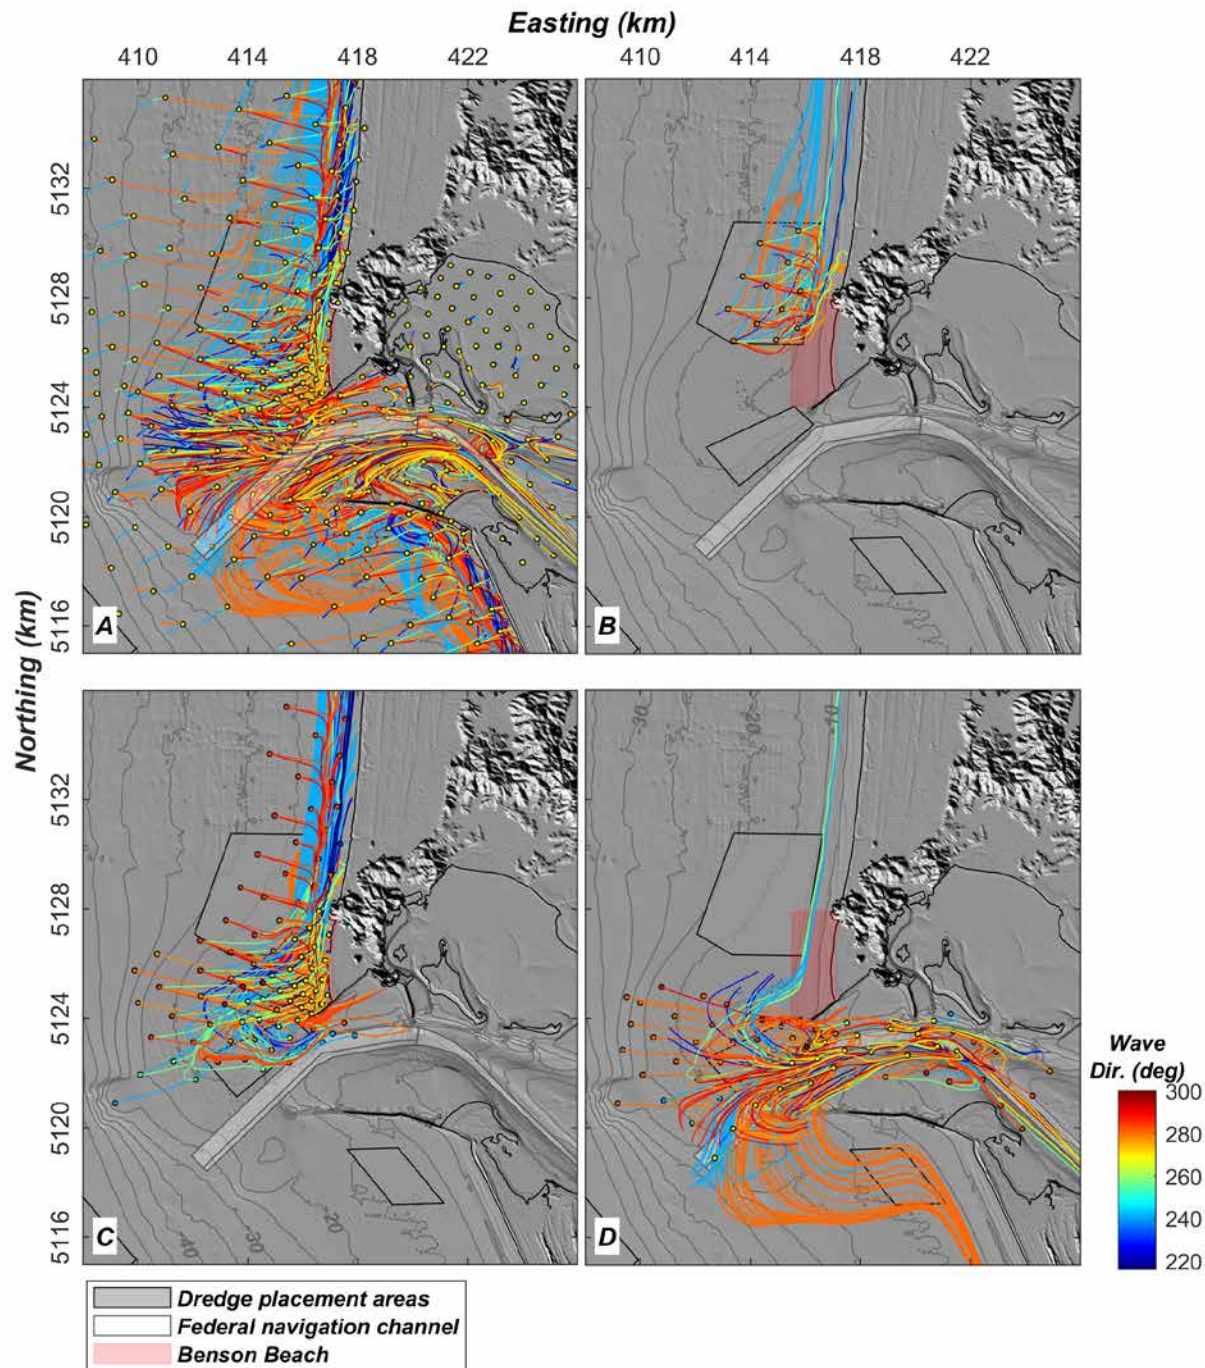 Easting (km)
410 414 418 422 414 418 422
Northing (km)
5132
5128
5124
5120
5116
A
B
5132
5128
5124
5120
5116
-40
-30
-20
C
-30
-20
-10
D
Wave
Dir. (deg)
300
280
260
240
220
Dredge placement areas
Federal navigation channel
Benson Beach